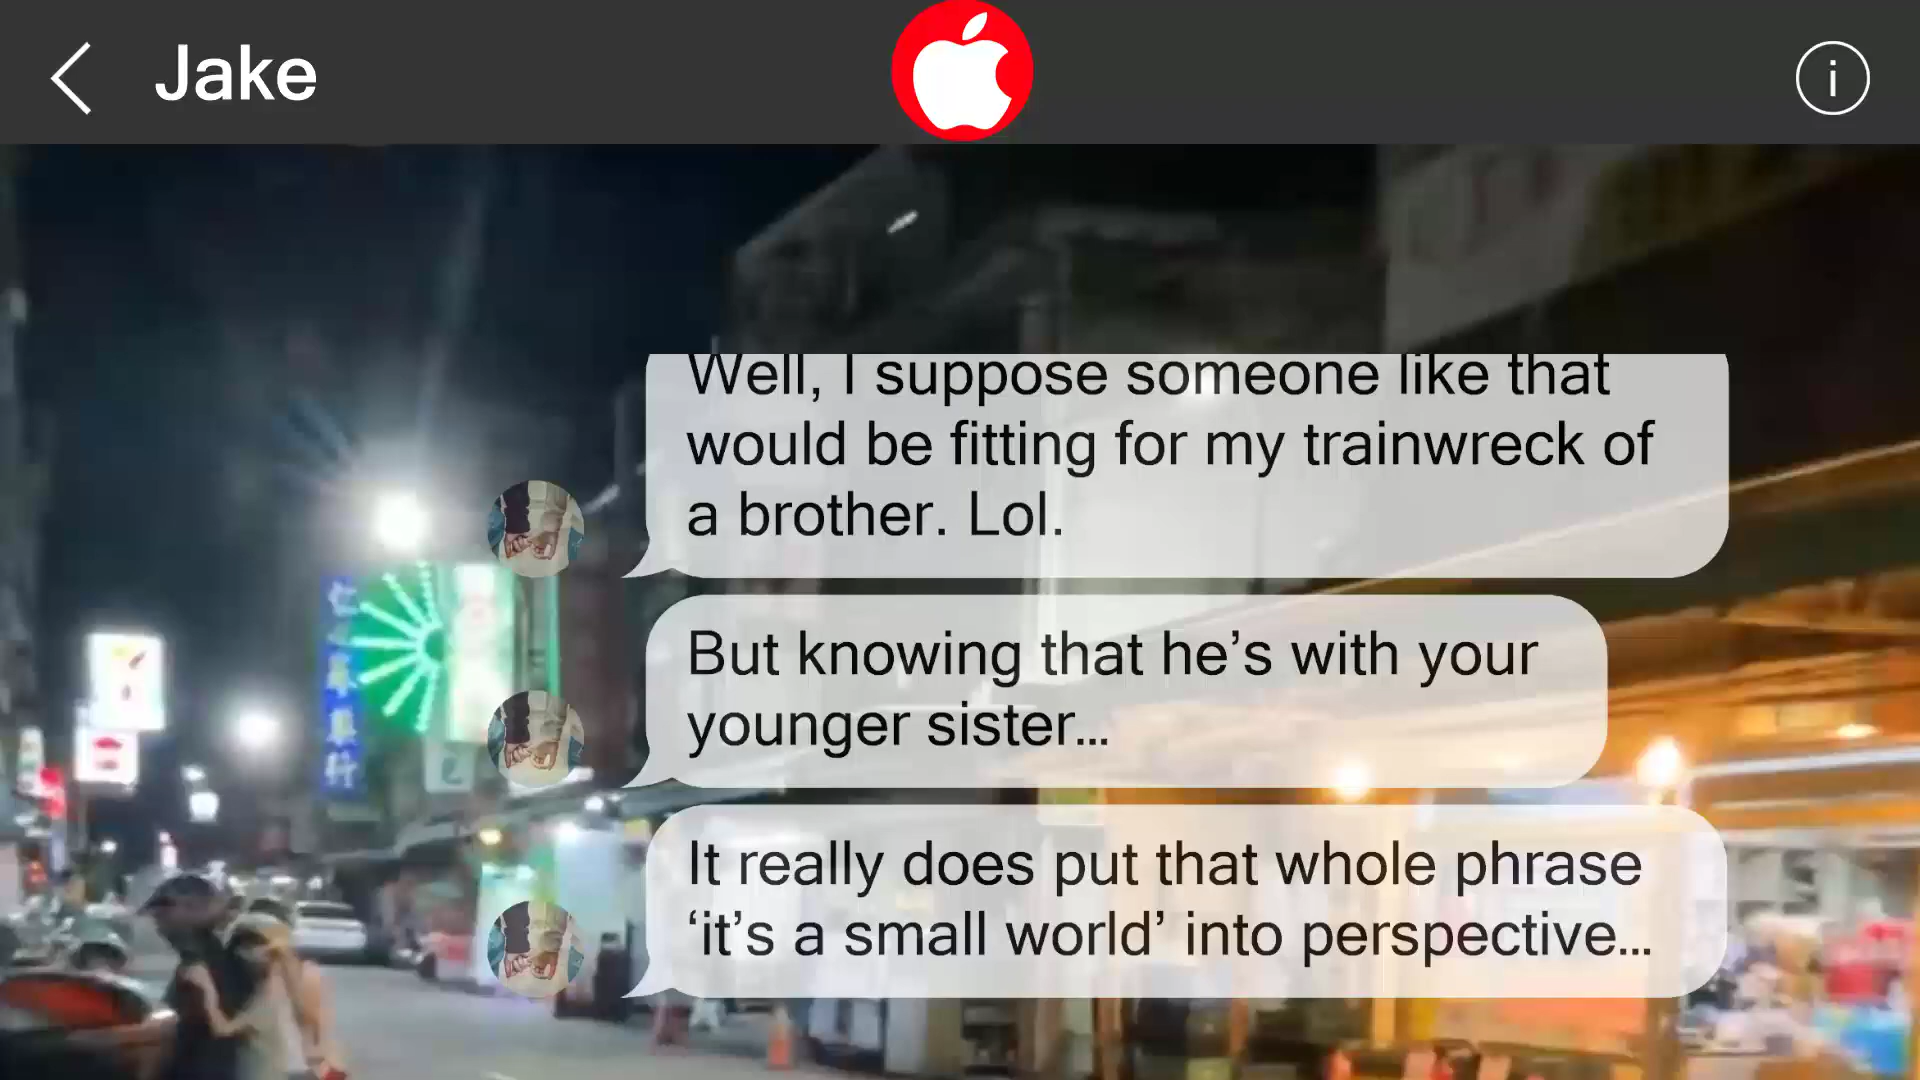 Jake
i
Well, I suppose someone like that
would be fitting for my trainwreck of
a brother. Lol.
But knowing that he’s with your
younger sister…
It really does put that whole phrase
‘it’s a small world’ into perspective…